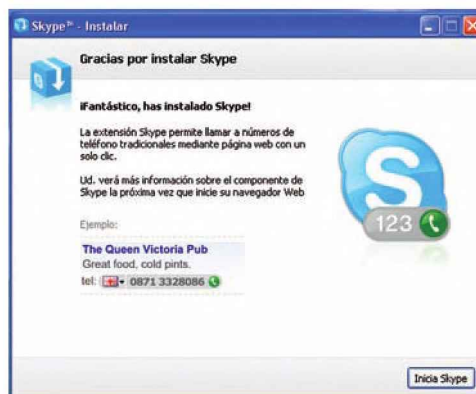 Skype™ - Instalar
Gracias por instalar Skype
¡Fantástico, has instalado Skype!
La extensión Skype permite llamar a números de
teléfono tradicionales mediante página web con un
solo clic.
Ud. verá más información sobre el componente de
Skype la próxima vez que inicie su navegador Web
Ejemplo:
The Queen Victoria Pub
Great food, cold pints.
tel: 0871 3328086
S
123
Inicia Skype